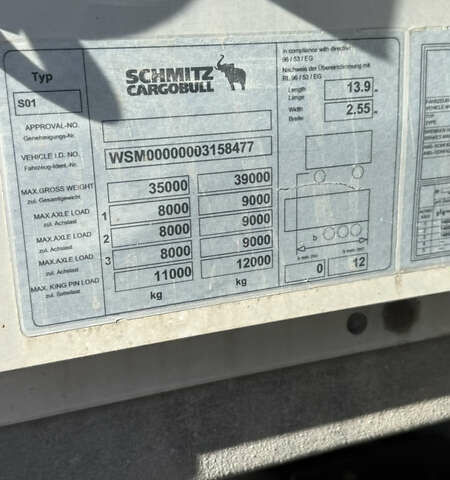 Typ
SCHMITZ
CARGOBULL
S01
In compliance with directive
96 / 53 / EG
Nachweis der Übereinstimmung mit
RL 96 / 53 / EG
Length
Länge
13.9 m
Width
Breite
2.55 m
APPROVAL-NO.
Genehmigungs-Nr.
VEHICLE I.D. NO.
Fahrzeug-Ident.-Nr.
WSM00000003158477
MAX.GROSS WEIGHT
zul. Gesamtgewicht
35000 39000
MAX.AXLE LOAD
zul. Achslast
1 8000 9000
MAX.AXLE LOAD
zul. Achslast
2 8000 9000
MAX.AXLE LOAD
zul. Achslast
3 8000 9000
MAX. KING PIN LOAD
zul. Sattellast
11000 12000
kg kg
0 12
TYPE